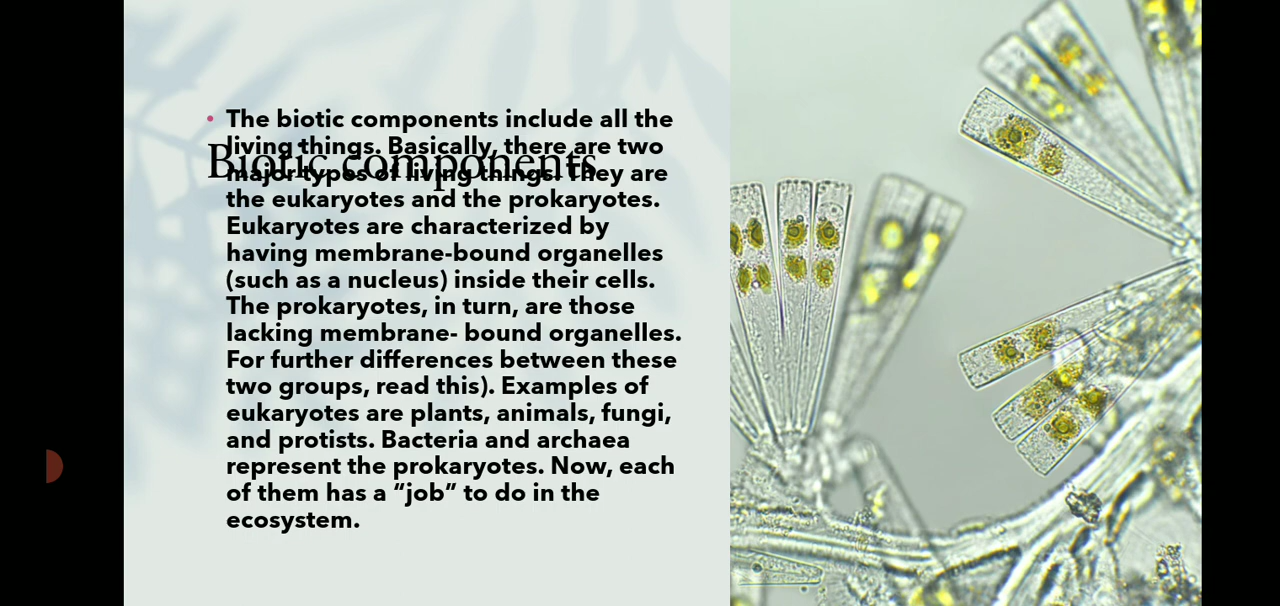 Biotic components
• The biotic components include all the
living things. Basically, there are two
major types of living things. They are
the eukaryotes and the prokaryotes.
Eukaryotes are characterized by
having membrane-bound organelles
(such as a nucleus) inside their cells.
The prokaryotes, in turn, are those
lacking membrane- bound organelles.
For further differences between these
two groups, read this). Examples of
eukaryotes are plants, animals, fungi,
and protists. Bacteria and archaea
represent the prokaryotes. Now, each
of them has a “job” to do in the
ecosystem.